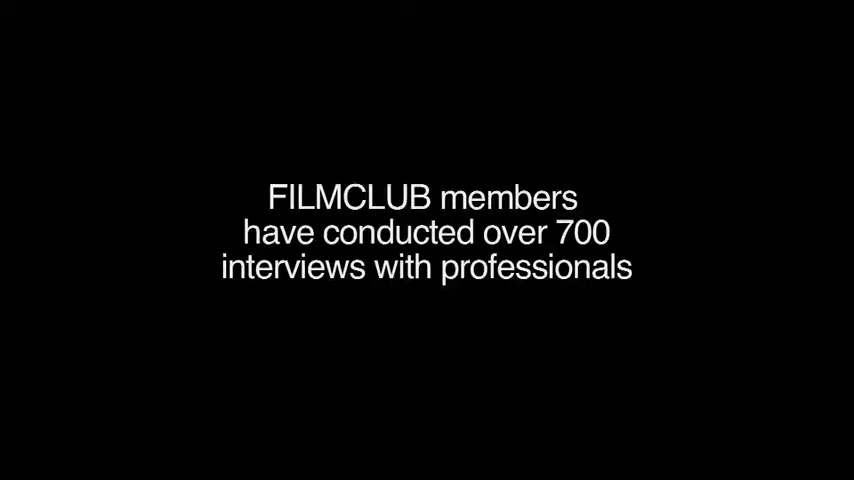 FILMCLUB members
have conducted over 700
interviews with professionals